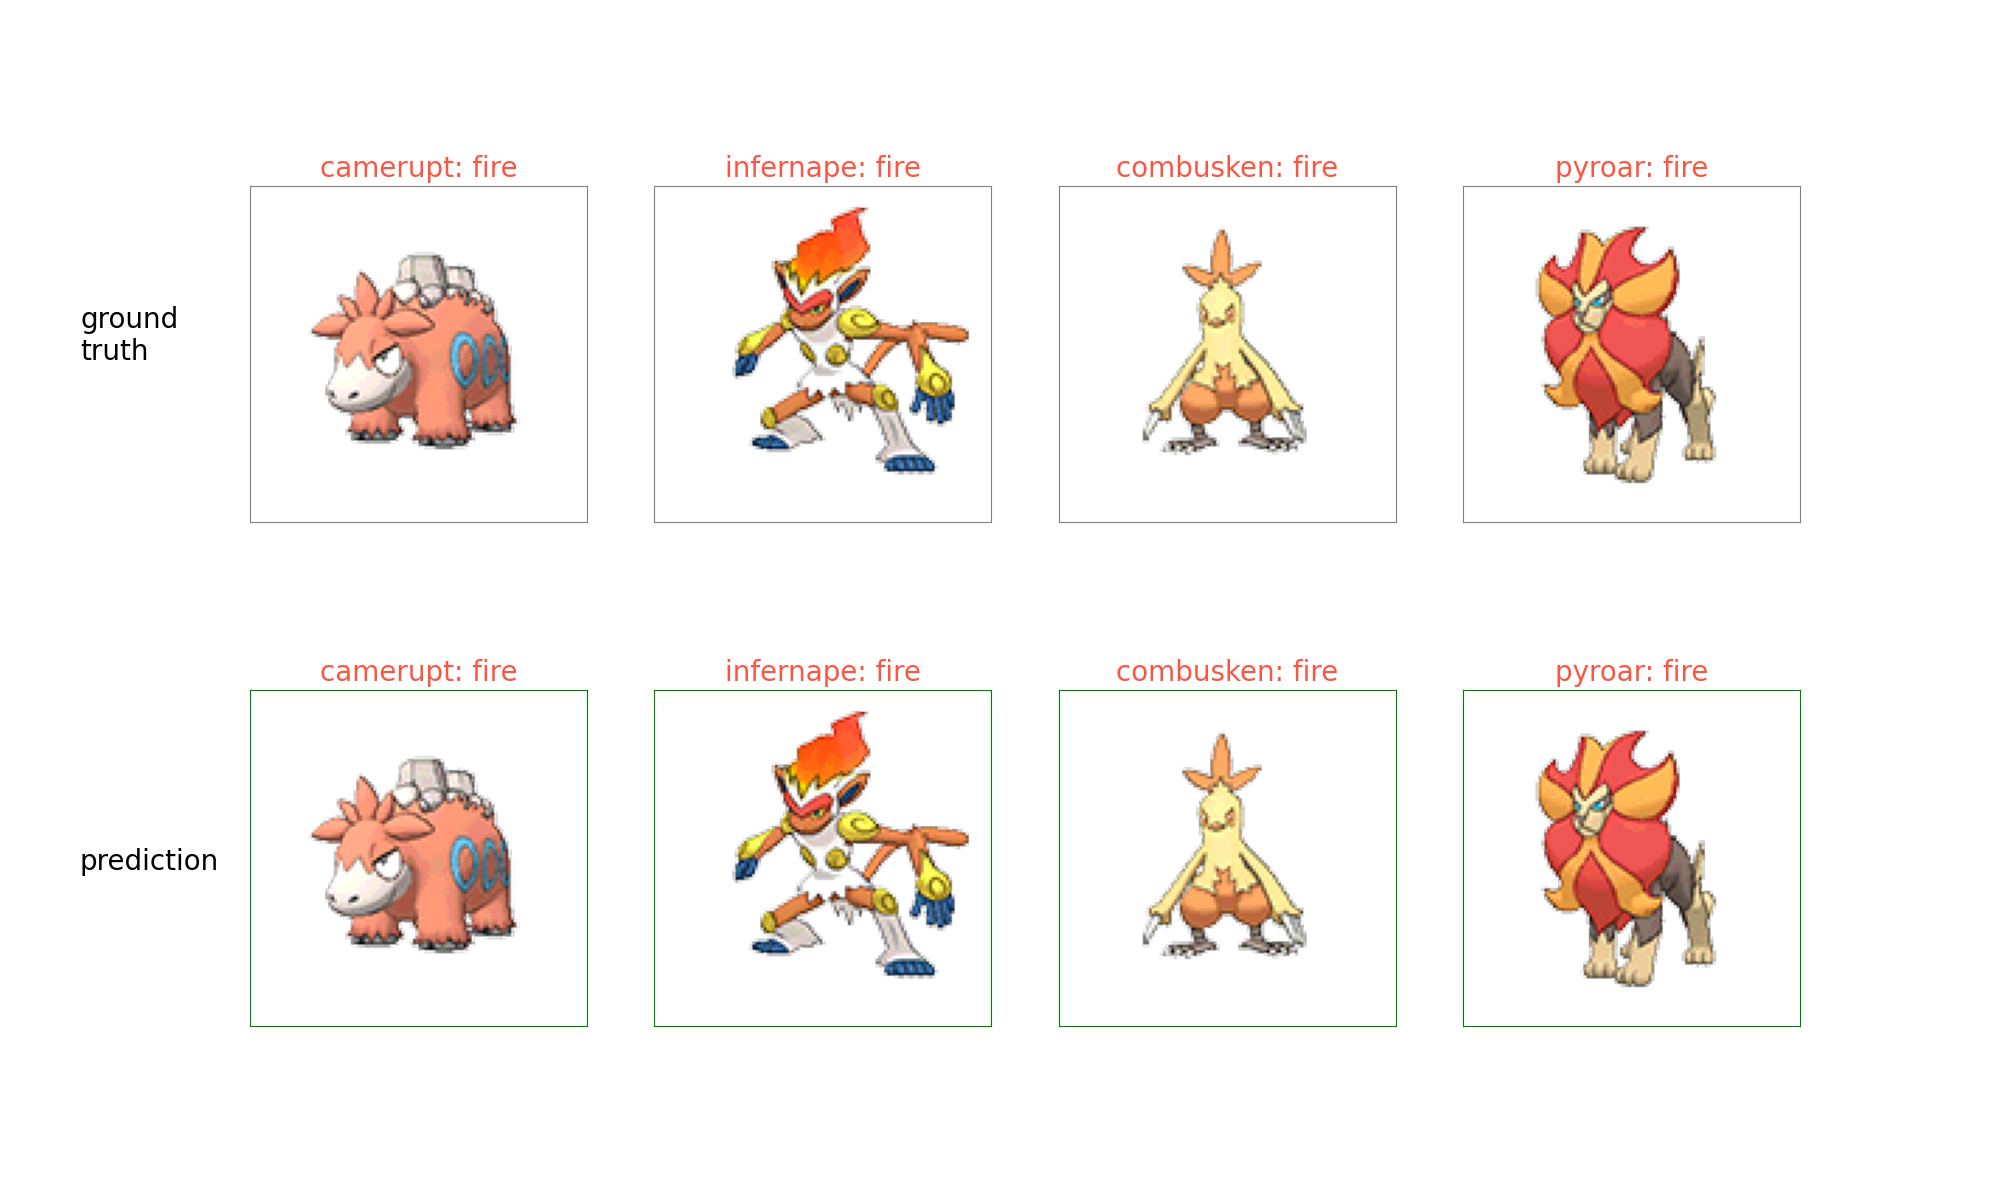 camerupt: fire
infernape: fire
combusken: fire
pyroar: fire
ground
truth
camerupt: fire
infernape: fire
combusken: fire
pyroar: fire
prediction